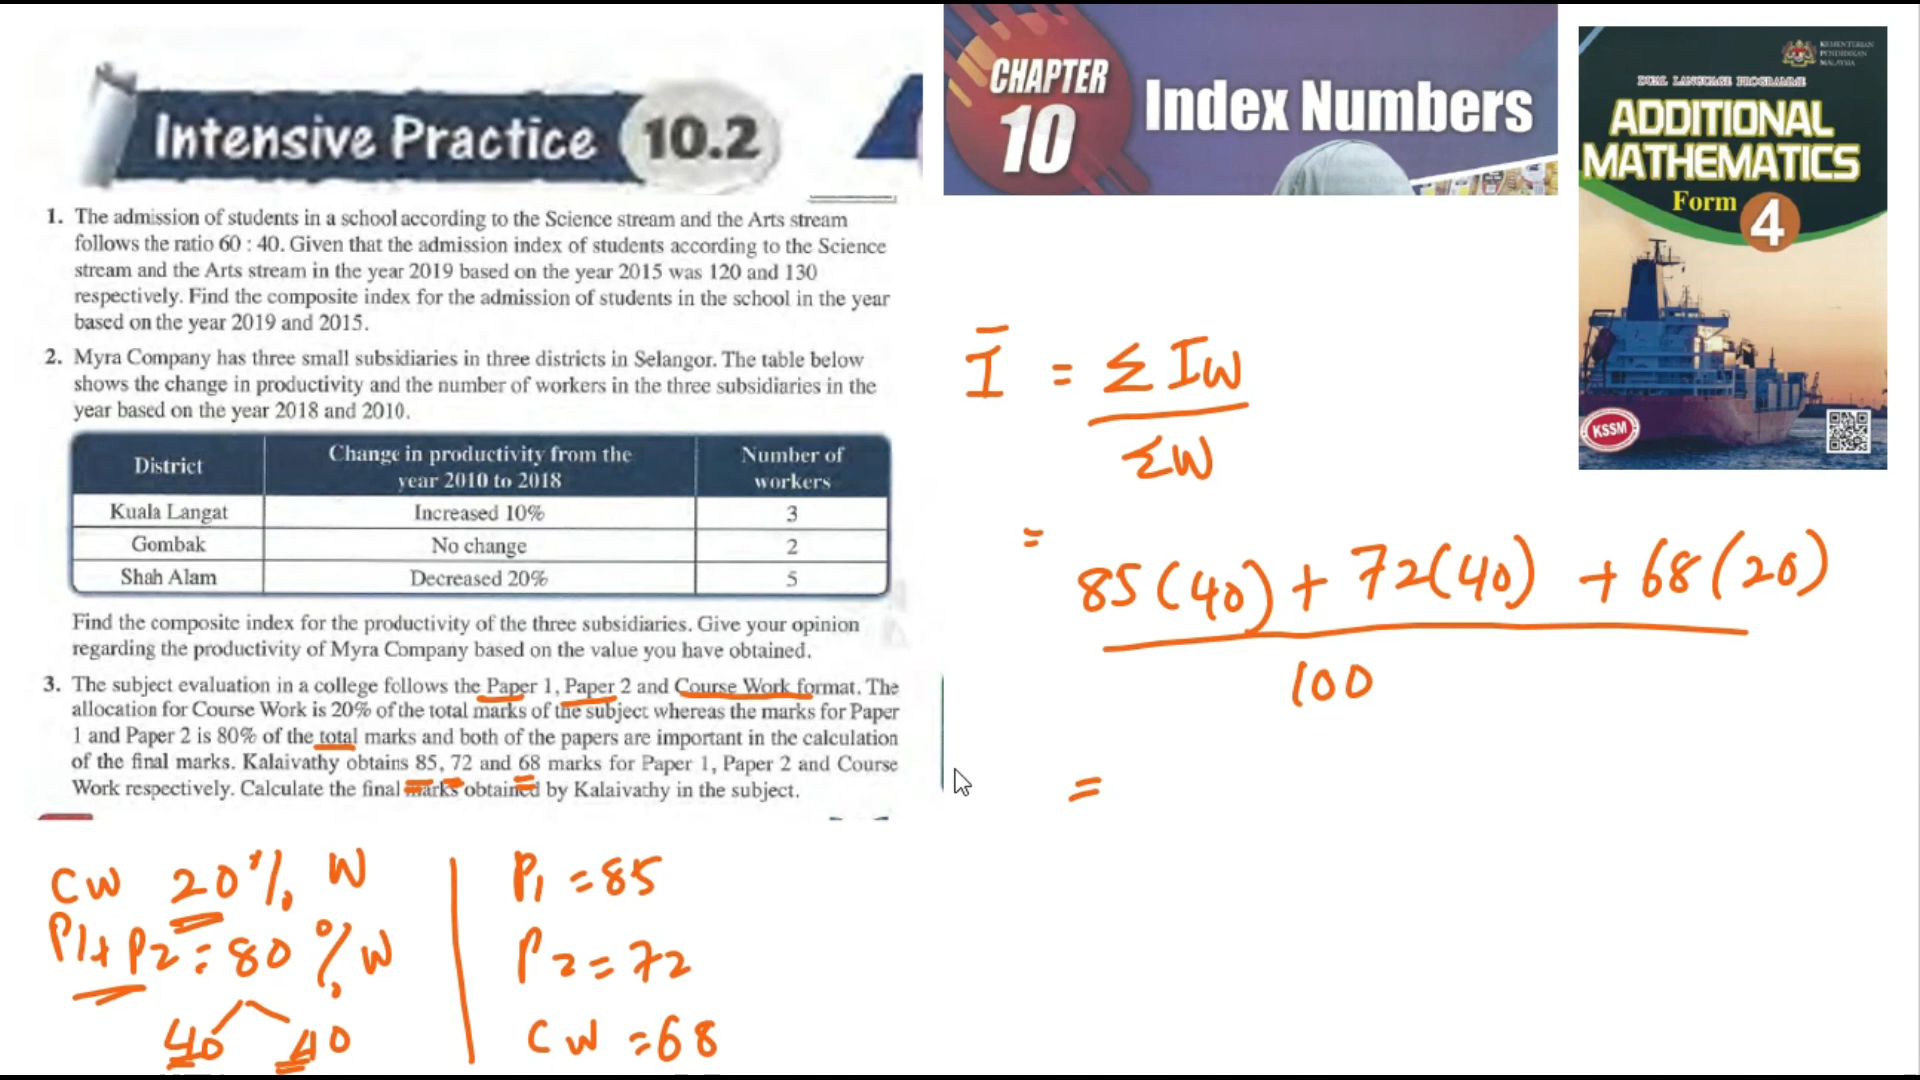 Intensive Practice 10.2
1. The admission of students in a school according to the Science stream and the Arts stream
follows the ratio 60 : 40. Given that the admission index of students according to the Science
stream and the Arts stream in the year 2019 based on the year 2015 was 120 and 130
respectively. Find the composite index for the admission of students in the school in the year
based on the year 2019 and 2015.
2. Myra Company has three small subsidiaries in three districts in Selangor. The table below
shows the change in productivity and the number of workers in the three subsidiaries in the
year based on the year 2018 and 2010.
District | Change in productivity from the year 2010 to 2018 | Number of workers
Kuala Langat | Increased 10% | 3
Gombak | No change | 2
Shah Alam | Decreased 20% | 5
Find the composite index for the productivity of the three subsidiaries. Give your opinion
regarding the productivity of Myra Company based on the value you have obtained.
3. The subject evaluation in a college follows the Paper 1, Paper 2 and Course Work format. The
allocation for Course Work is 20% of the total marks of the subject whereas the marks for Paper
1 and Paper 2 is 80% of the total marks and both of the papers are important in the calculation
of the final marks. Kalaivathy obtains 85, 72 and 68 marks for Paper 1, Paper 2 and Course
Work respectively. Calculate the final marks obtained by Kalaivathy in the subject.
CW 20% W
P1+P2 = 80% W
40 40
P1 = 85
P2 = 72
CW = 68
CHAPTER
10
Index Numbers
KEMENTERIAN
PENDIDIKAN
MALAYSIA
DUAL LANGUAGE PROGRAMME
ADDITIONAL
MATHEMATICS
Form 4
KSSM
Ī = ΣIW
ΣW
=
85(40) + 72(40) + 68(20)
100
=